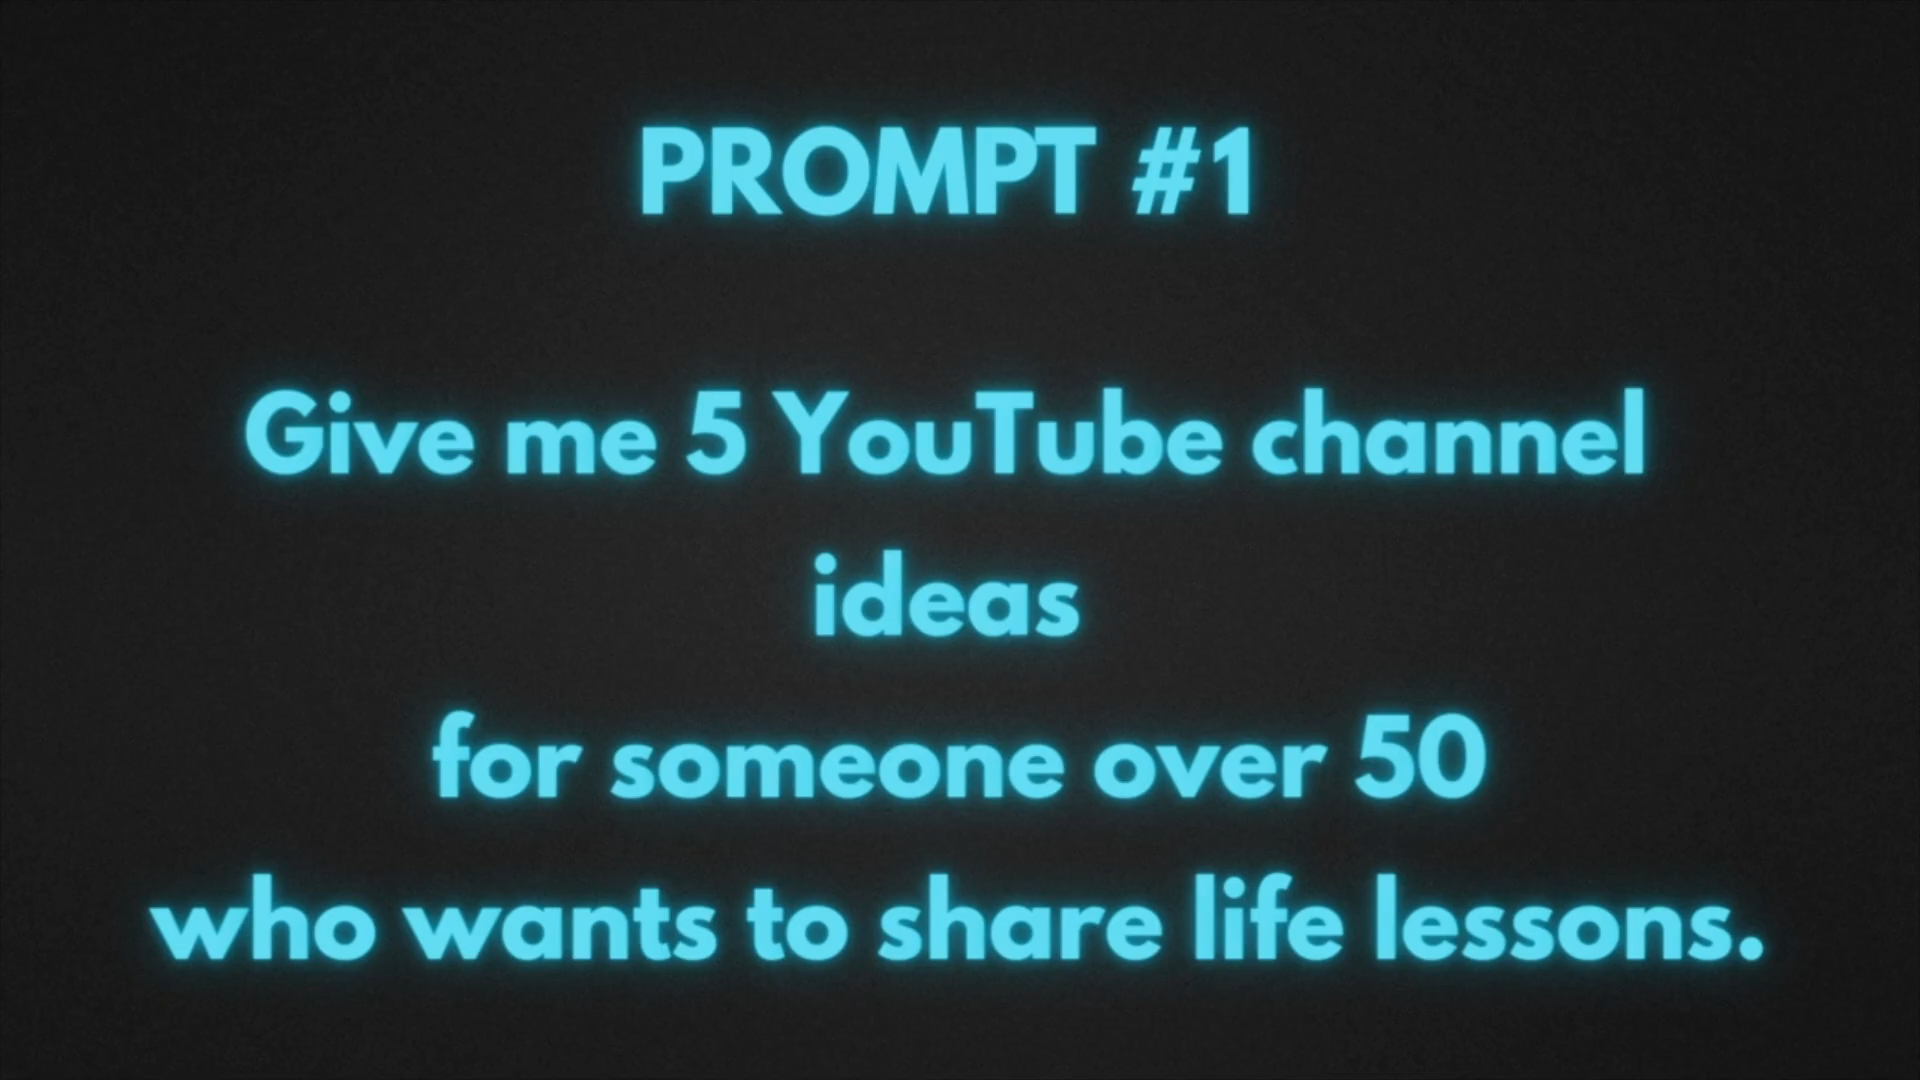 PROMPT #1
Give me 5 YouTube channel
ideas
for someone over 50
who wants to share life lessons.